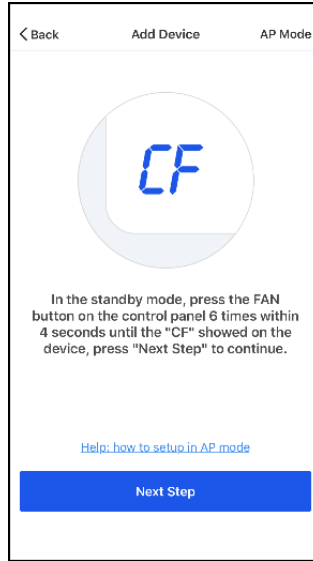 Back Add Device AP Mode
CF
In the standby mode, press the FAN
button on the control panel 6 times within
4 seconds until the "CF" showed on the
device, press "Next Step" to continue.
Help: how to setup in AP mode
Next Step